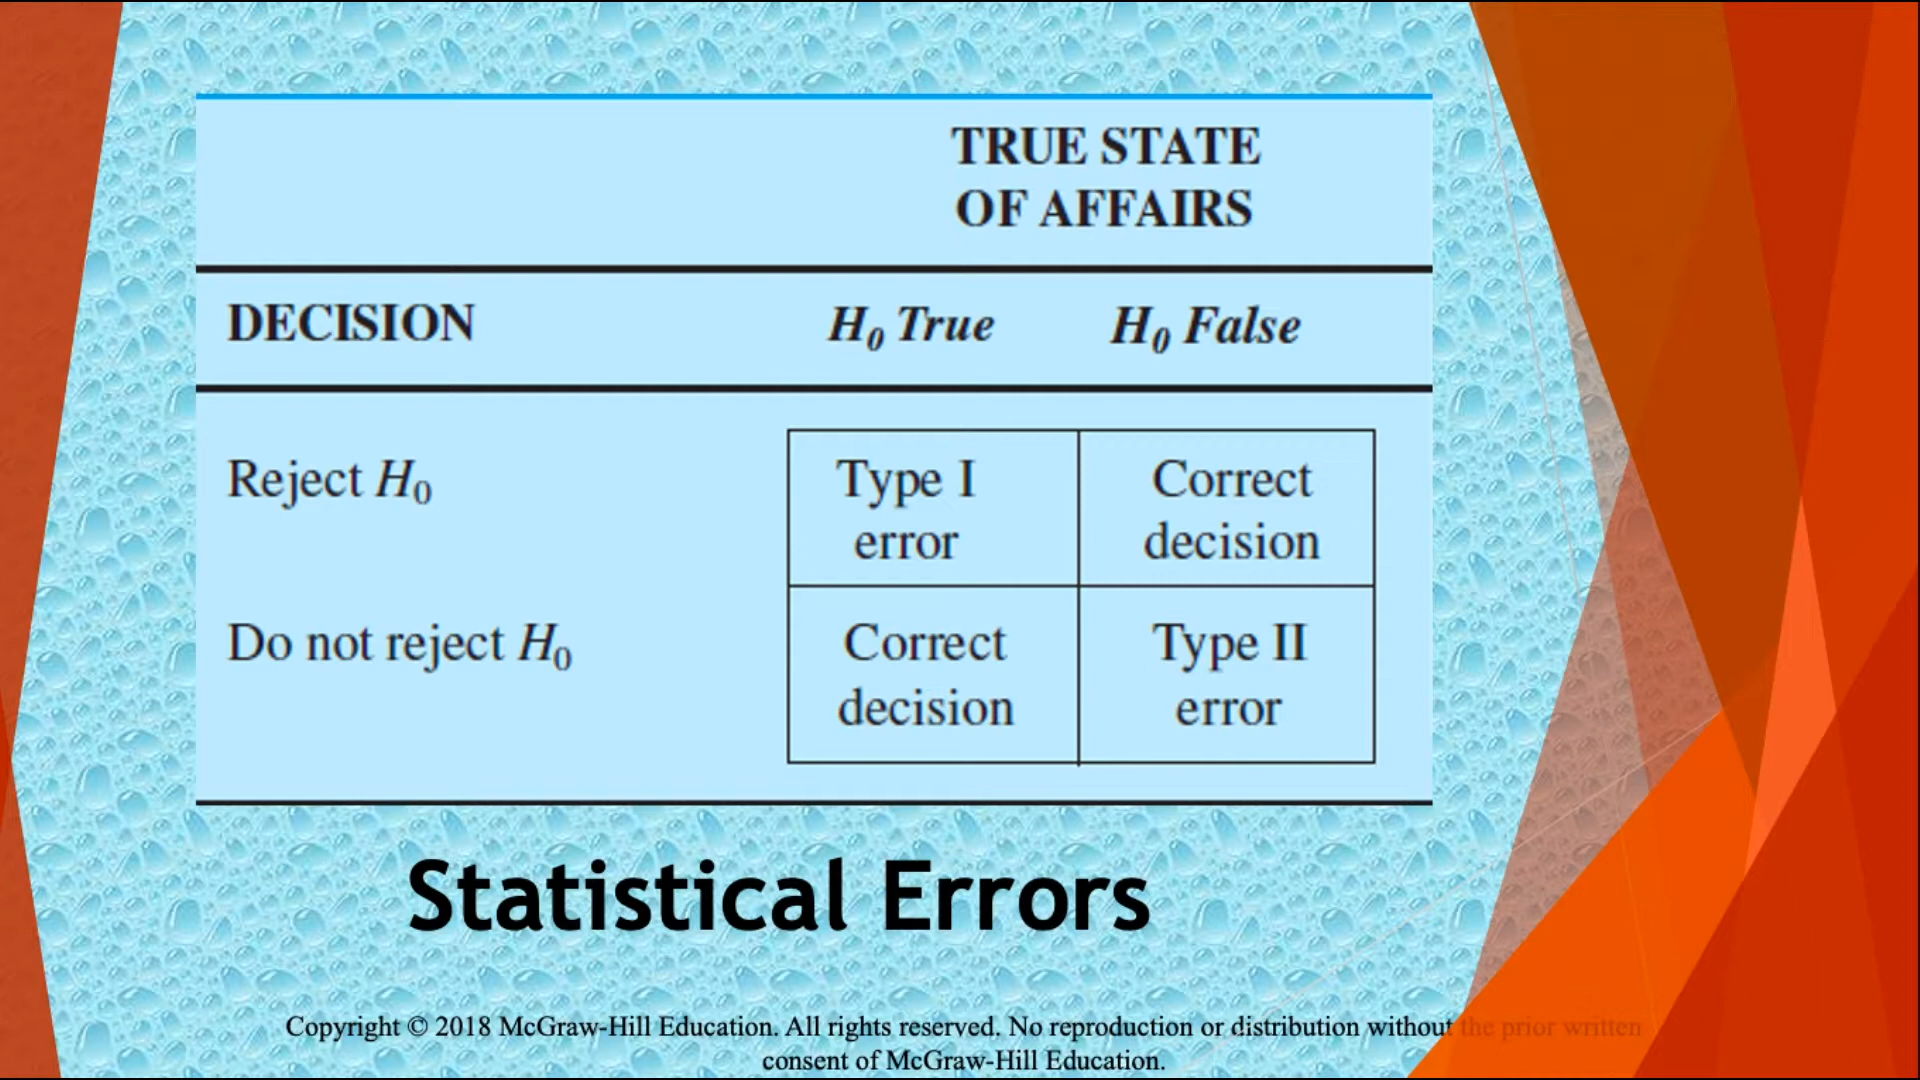 TRUE STATE
OF AFFAIRS
DECISION H₀ True H₀ False
Reject H₀ Type I Correct
error decision
Do not reject H₀ Correct Type II
decision error
Statistical Errors
Copyright © 2018 McGraw-Hill Education. All rights reserved. No reproduction or distribution without the prior written
consent of McGraw-Hill Education.